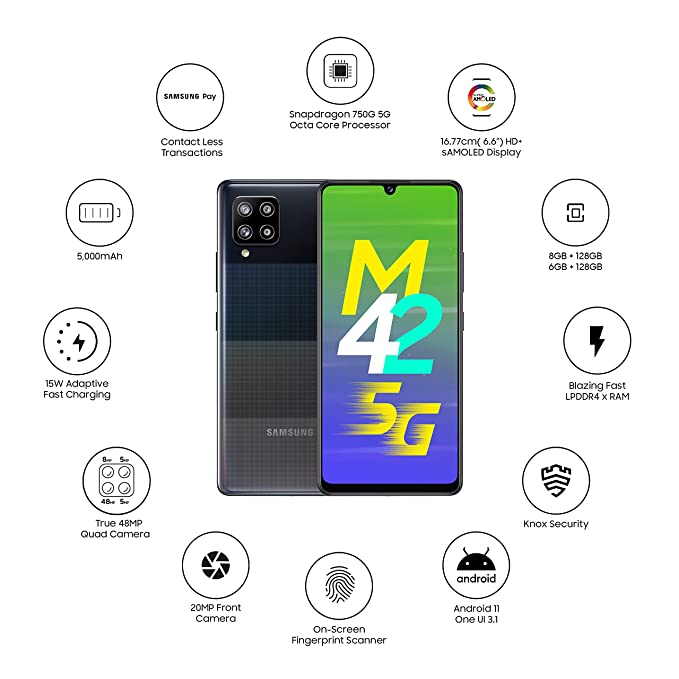 Snapdragon 750G 5G
Octa Core Processor
SUPER
AMOLED
16.77cm( 6.6") HD+
sAMOLED Display
8GB + 128GB
6GB + 128GB
Blazing Fast
LPDDR4 x RAM
Knox Security
android
Android 11
One UI 3.1
On-Screen
Fingerprint Scanner
20MP Front
Camera
8MP 5MP
48MP 5MP
True 48MP
Quad Camera
15W Adaptive
Fast Charging
5,000mAh
SAMSUNG Pay
Contact Less
Transactions
SAMSUNG
M
42
5G